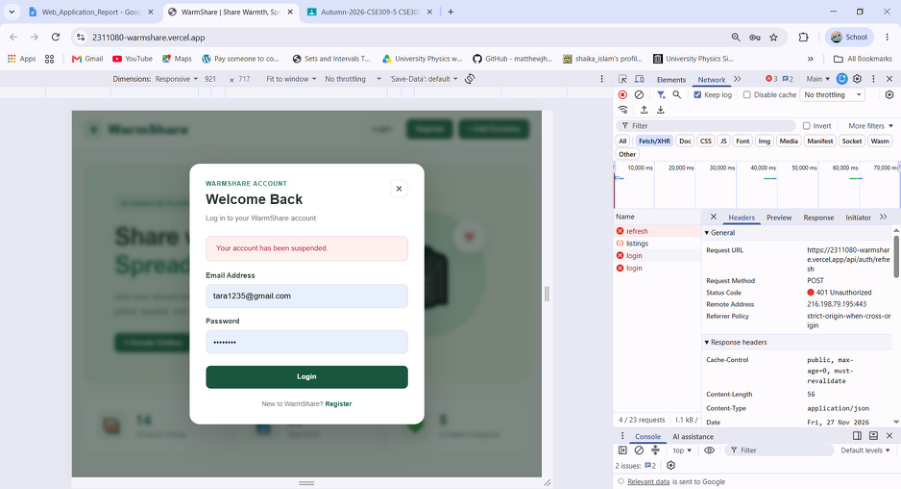 Web_Application_Report - Goog
WarmShare | Share Warmth, Sp
Autumn-2026-CSE309-5 CSE309
2311080-warmshare.vercel.app
School
Apps
Gmail
YouTube
Maps
Pay someone to co...
Sets and Intervals T...
University Physics w...
GitHub - matthewjh...
shaika_islam's profil...
University Physics Si...
All Bookmarks
Dimensions: Responsive
921
× 717
Fit to window
No throttling
'Save-Data': default
Elements
Network
3
2
Main
Keep log
Disable cache
No throttling
Filter
Invert
More filters
All
Fetch/XHR
Doc
CSS
JS
Font
Img
Media
Manifest
Socket
Wasm
Other
10,000 ms
20,000 ms
30,000 ms
40,000 ms
50,000 ms
60,000 ms
70,000 m
Name
refresh
listings
login
login
4 / 23 requests
1.1 kB /
Headers
Preview
Response
Initiator
General
Request URL
https://2311080-warmshar
e.vercel.app/api/auth/refre
sh
Request Method
POST
Status Code
401 Unauthorized
Remote Address
216.198.79.195:443
Referrer Policy
strict-origin-when-cross-or
igin
Response headers
Cache-Control
public, max-
age=0, must-
revalidate
Content-Length
56
Content-Type
application/json
Date
Fri, 27 Nov 2026
Console
AI assistance
top
Filter
Default levels
2 issues:
2
Relevant data is sent to Google
WarmShare
Login
Register
+ Add Donation
Share
Sprea
WARMSHARE ACCOUNT
Welcome Back
Log in to your WarmShare account.
Your account has been suspended.
Email Address
tara1235@gmail.com
Password
••••••••
Login
New to WarmShare? Register
14
5